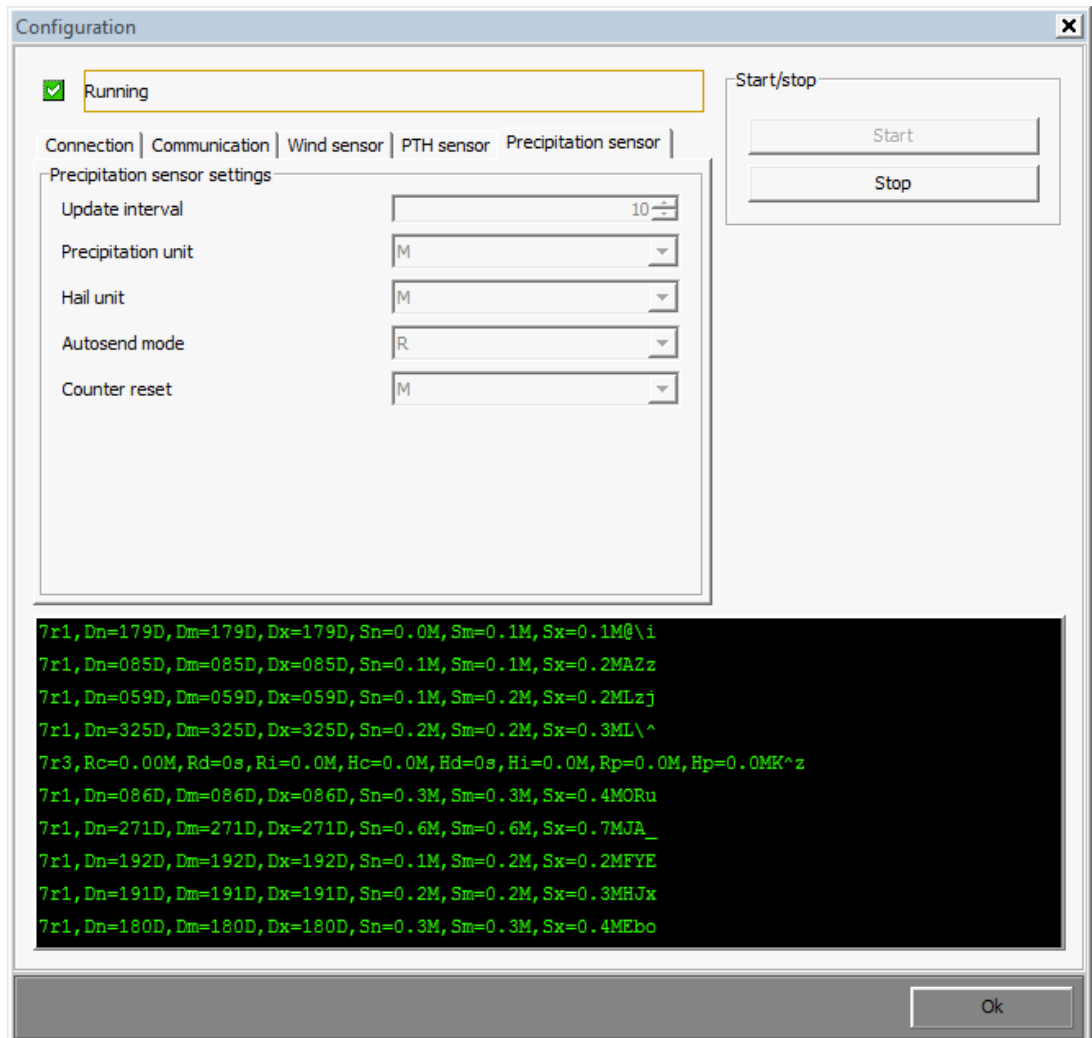 Configuration
Running
Start/stop
Start
Stop
Connection Communication Wind sensor PTH sensor Precipitation sensor
Precipitation sensor settings
Update interval 10
Precipitation unit M
Hail unit M
Autosend mode R
Counter reset M
7r1,Dn=179D,Dm=179D,Dx=179D,Sn=0.0M,Sm=0.1M,Sx=0.1M@\i
7r1,Dn=085D,Dm=085D,Dx=085D,Sn=0.1M,Sm=0.1M,Sx=0.2MAZz
7r1,Dn=059D,Dm=059D,Dx=059D,Sn=0.1M,Sm=0.2M,Sx=0.2MLzj
7r1,Dn=325D,Dm=325D,Dx=325D,Sn=0.2M,Sm=0.2M,Sx=0.3ML\^
7r3,Rc=0.00M,Rd=0s,Ri=0.0M,Hc=0.0M,Hd=0s,Hi=0.0M,Rp=0.0M,Hp=0.0MK^z
7r1,Dn=086D,Dm=086D,Dx=086D,Sn=0.3M,Sm=0.3M,Sx=0.4MORu
7r1,Dn=271D,Dm=271D,Dx=271D,Sn=0.6M,Sm=0.6M,Sx=0.7MJA_
7r1,Dn=192D,Dm=192D,Dx=192D,Sn=0.1M,Sm=0.2M,Sx=0.2MFYE
7r1,Dn=191D,Dm=191D,Dx=191D,Sn=0.2M,Sm=0.2M,Sx=0.3MHJx
7r1,Dn=180D,Dm=180D,Dx=180D,Sn=0.3M,Sm=0.3M,Sx=0.4MEbo
Ok